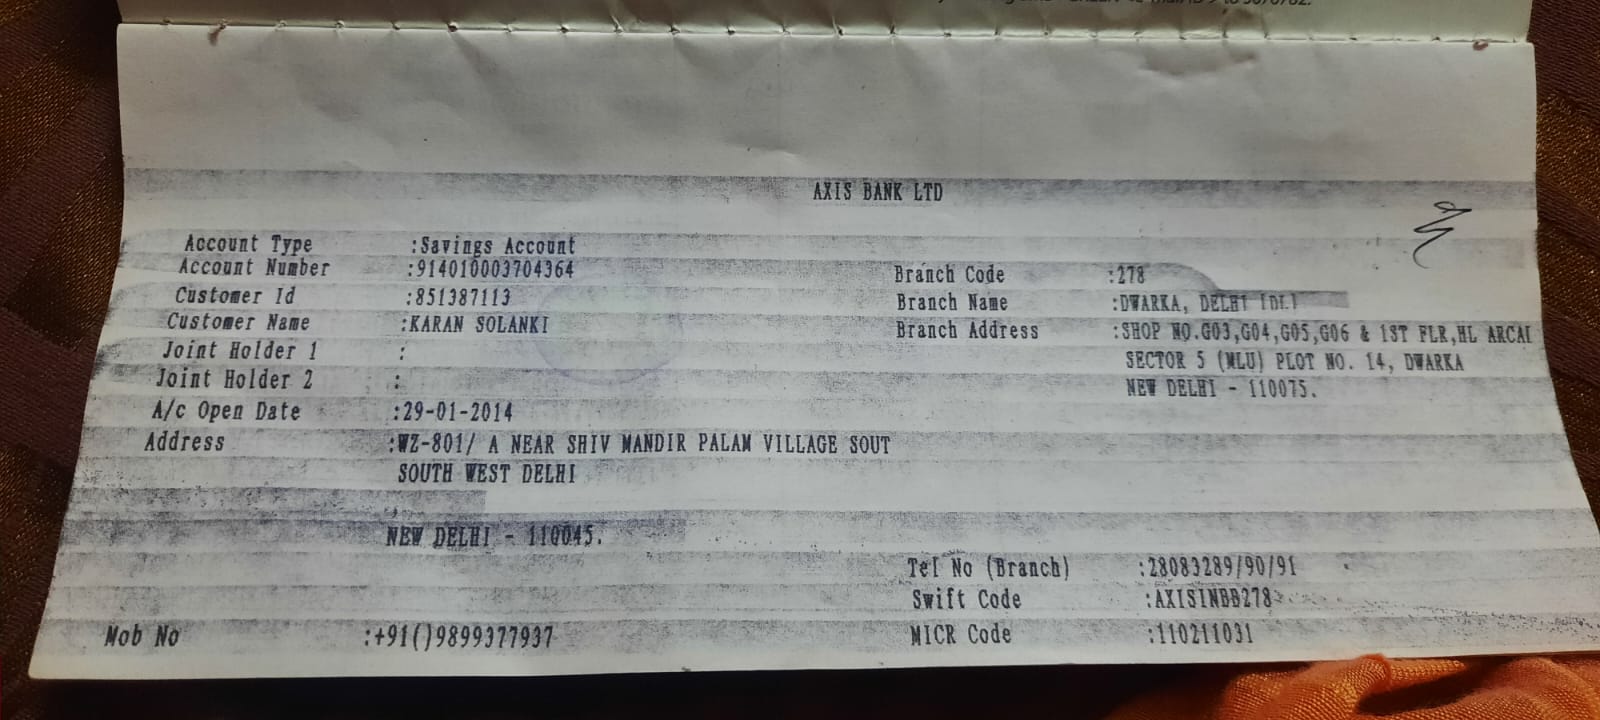 AXIS BANK LTD
Account Type :Savings Account
Account Number :914010003704364
Customer Id :851387113
Customer Name :KARAN SOLANKI
Joint Holder 1 :
Joint Holder 2 :
A/c Open Date :29-01-2014
Address :WZ-801/ A NEAR SHIV MANDIR PALAM VILLAGE SOUT
SOUTH WEST DELHI
NEW DELHI - 110045.
Mob No :+91()9899377937
Branch Code :278
Branch Name :DWARKA, DELHI [DL]
Branch Address :SHOP NO.G03,G04,G05,G06 & 1ST FLR,HL ARCAI
SECTOR 5 (MLU) PLOT NO. 14, DWARKA
NEW DELHI - 110075.
Tel No (Branch) :28083289/90/91
Swift Code :AXISINBB278
MICR Code :110211031